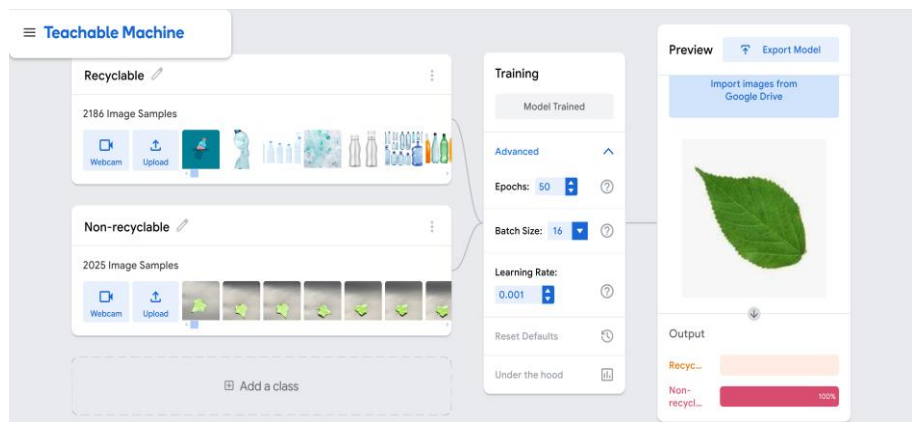 Teachable Machine
Recyclable
2186 Image Samples
Webcam
Upload
Non-recyclable
2025 Image Samples
Webcam
Upload
Add a class
Training
Model Trained
Advanced
Epochs: 50
Batch Size: 16
Learning Rate:
0.001
Reset Defaults
Under the hood
Preview
Export Model
Import images from
Google Drive
Output
Recyc...
Non-
recycl...
100%